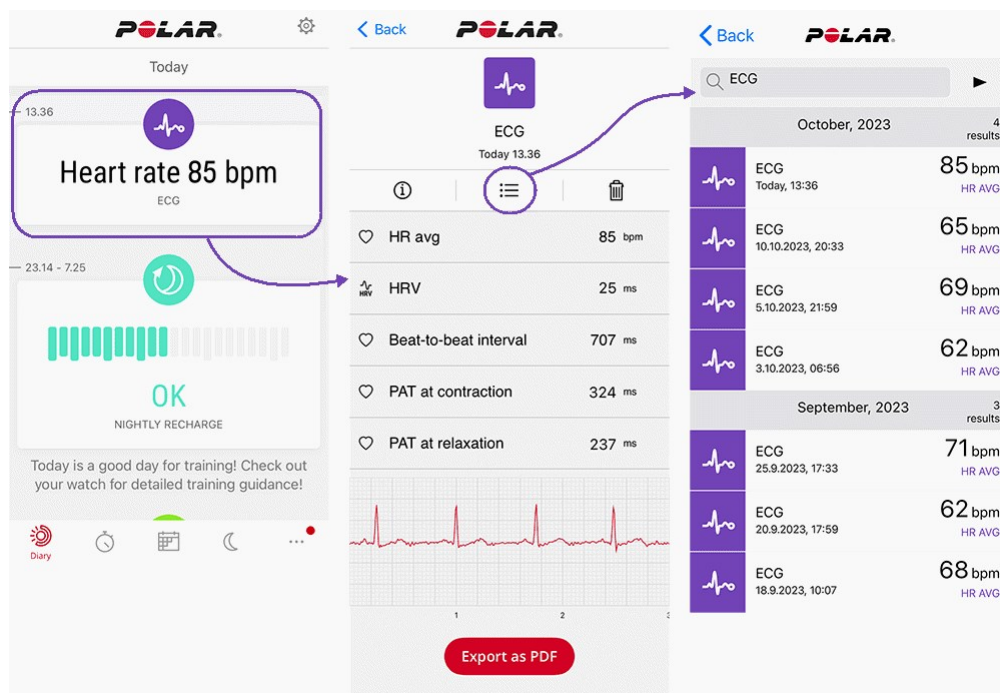 POLAR.
Today
13.36
Heart rate 85 bpm
ECG
23.14 - 7.25
OK
NIGHTLY RECHARGE
Today is a good day for training! Check out
your watch for detailed training guidance!
Diary
Back
POLAR.
ECG
Today 13.36
HR avg 85 bpm
HRV HRV 25 ms
Beat-to-beat interval 707 ms
PAT at contraction 324 ms
PAT at relaxation 237 ms
1 2 3
Export as PDF
Back
POLAR.
ECG
October, 2023 4
results
ECG 85 bpm
Today, 13:36 HR AVG
ECG 65 bpm
10.10.2023, 20:33 HR AVG
ECG 69 bpm
5.10.2023, 21:59 HR AVG
ECG 62 bpm
3.10.2023, 06:56 HR AVG
September, 2023 3
results
ECG 71 bpm
25.9.2023, 17:33 HR AVG
ECG 62 bpm
20.9.2023, 17:59 HR AVG
ECG 68 bpm
18.9.2023, 10:07 HR AVG